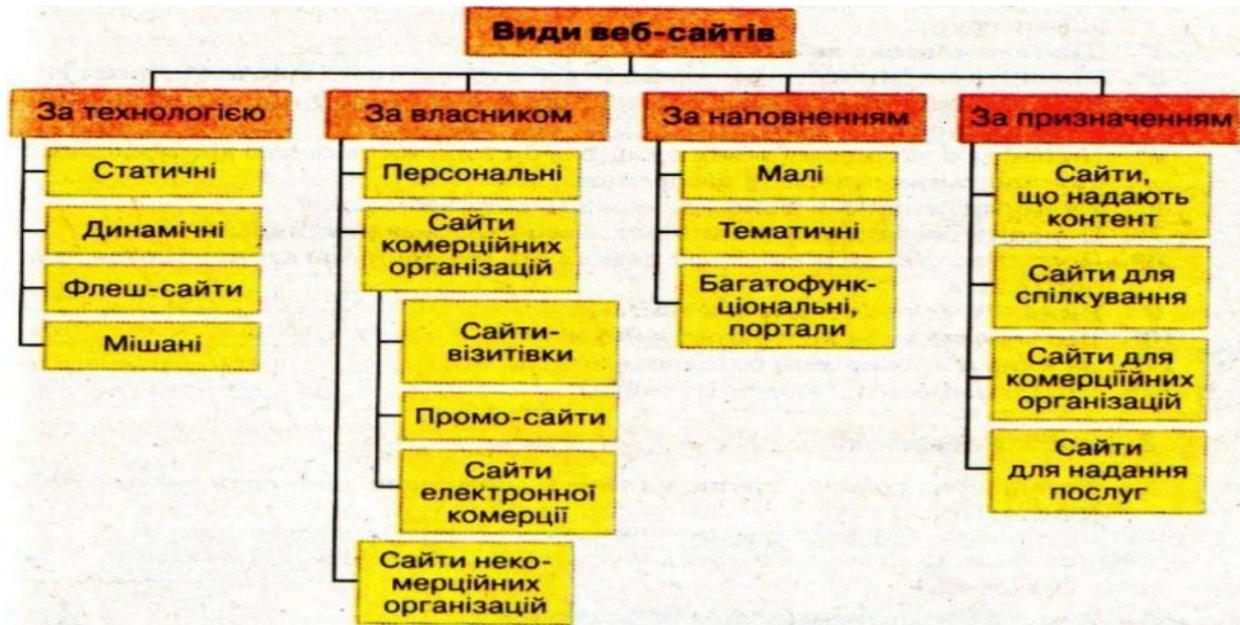 Види веб-сайтів
За технологією
Статичні
Динамічні
Флеш-сайти
Мішані
За власником
Персональні
Сайти
комерційних
організацій
Сайти-
візитівки
Промо-сайти
Сайти
електронної
комерції
Сайти неко-
мерційних
організацій
За наповненням
Малі
Тематичні
Багатофунк-
ціональні,
портали
За призначенням
Сайти,
що надають
контент
Сайти для
спілкування
Сайти для
комерціійних
організацій
Сайти
для надання
послуг